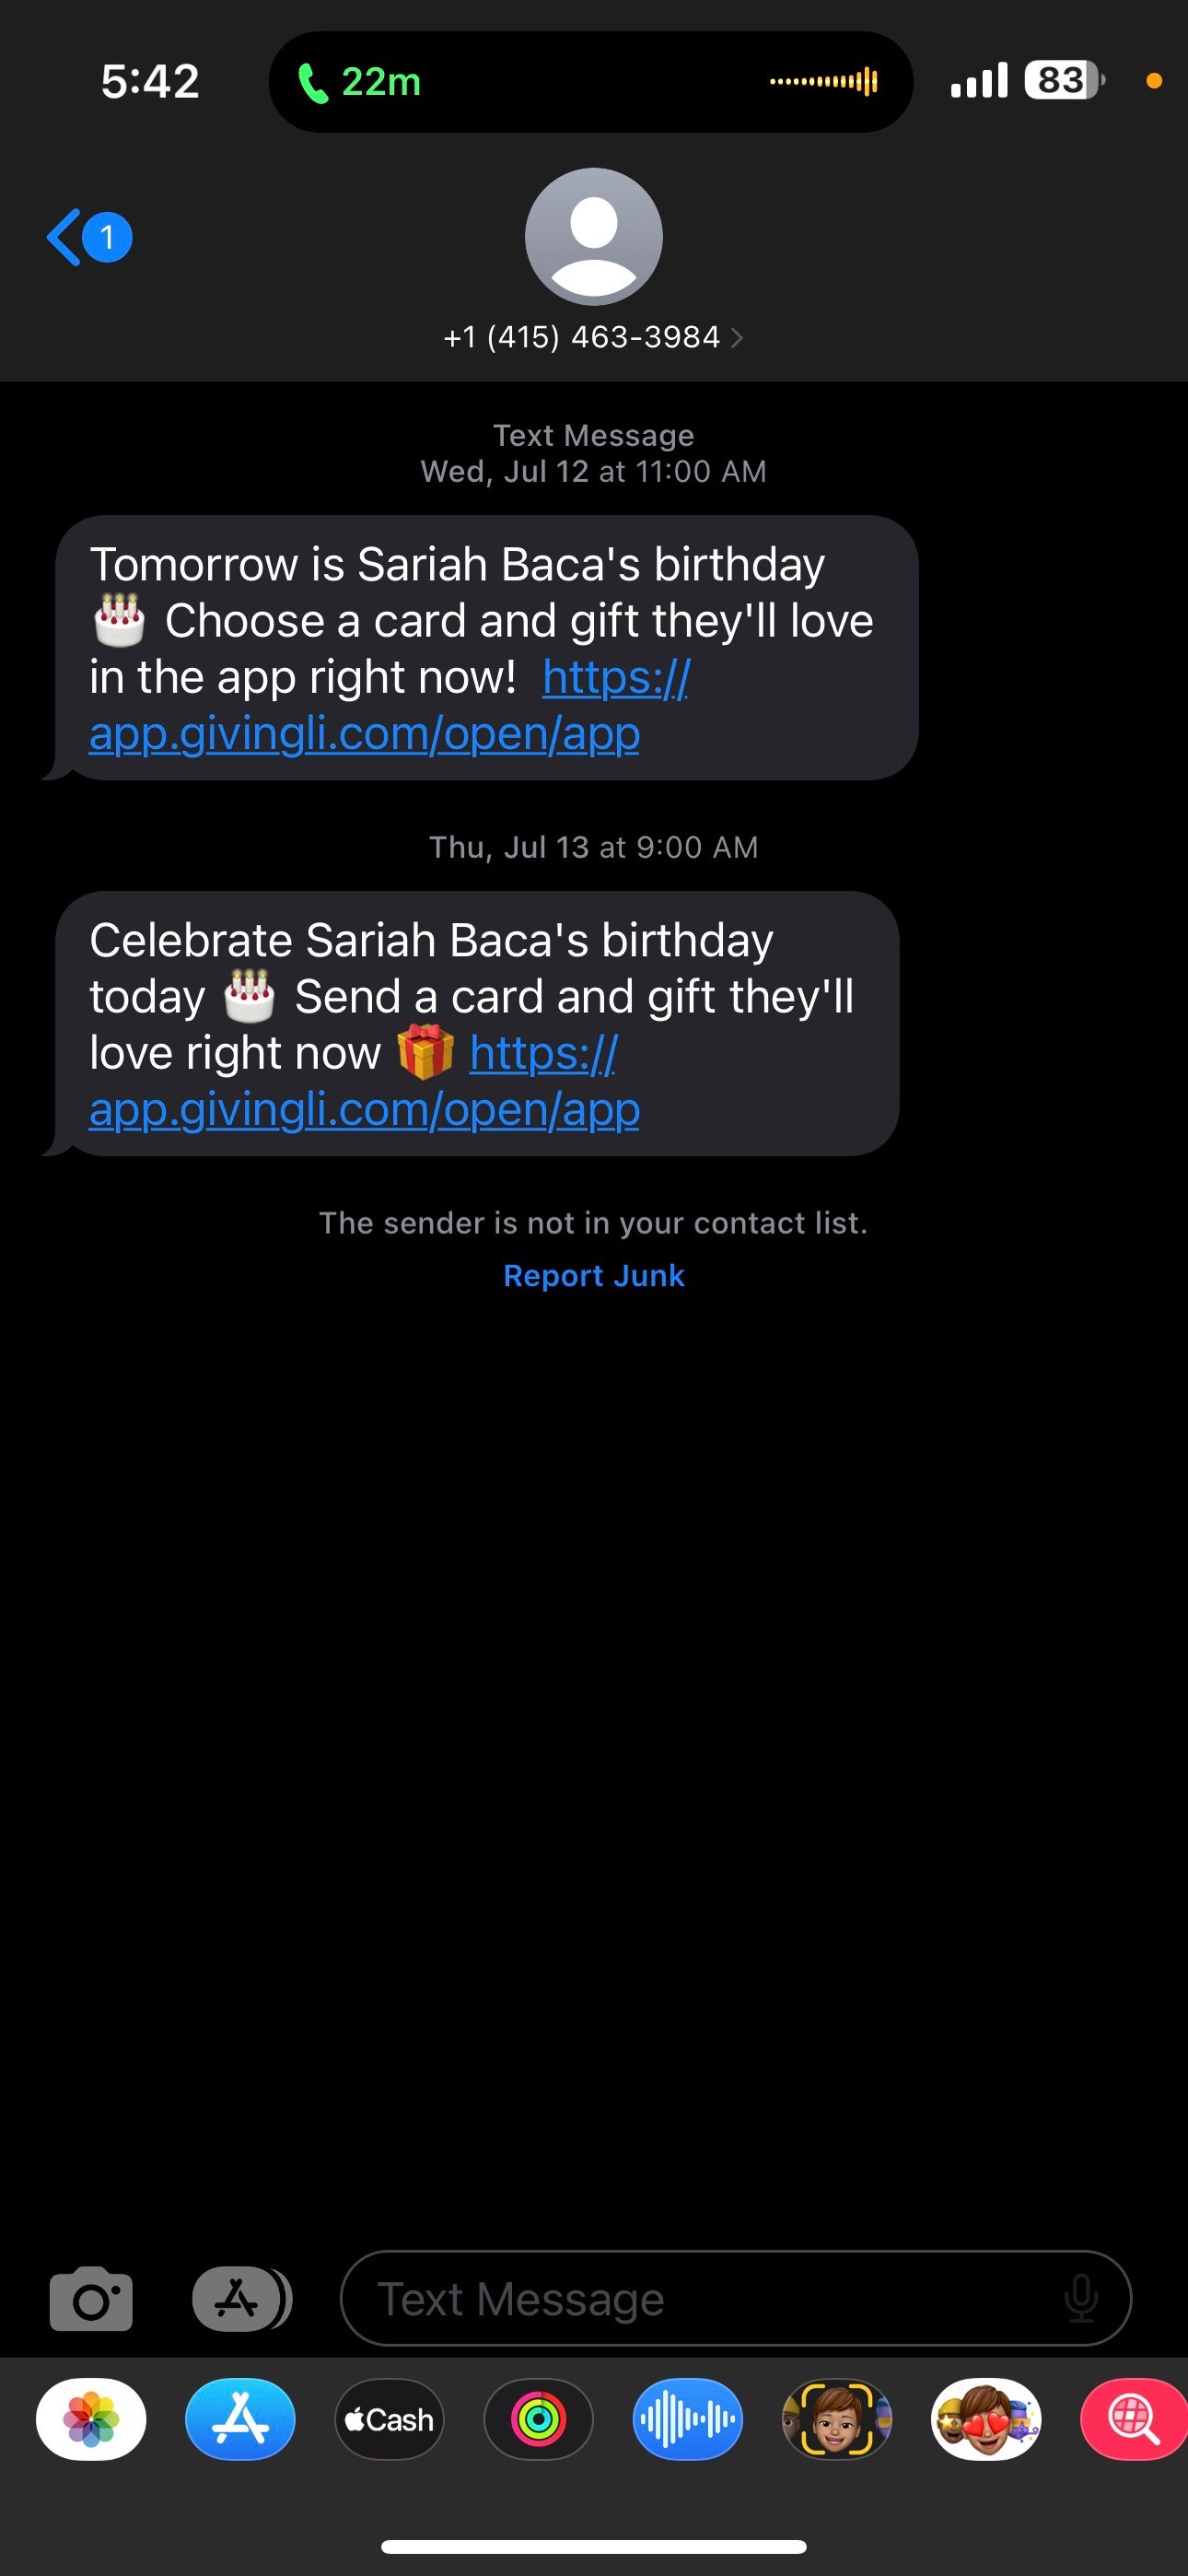 5:42
22m
83
1
+1 (415) 463-3984
Text Message
Wed, Jul 12 at 11:00 AM
Tomorrow is Sariah Baca's birthday
🎂 Choose a card and gift they'll love
in the app right now!  https://
app.givingli.com/open/app
Thu, Jul 13 at 9:00 AM
Celebrate Sariah Baca's birthday
today 🎂 Send a card and gift they'll
love right now 🎁 https://
app.givingli.com/open/app
The sender is not in your contact list.
Report Junk
Text Message
Cash